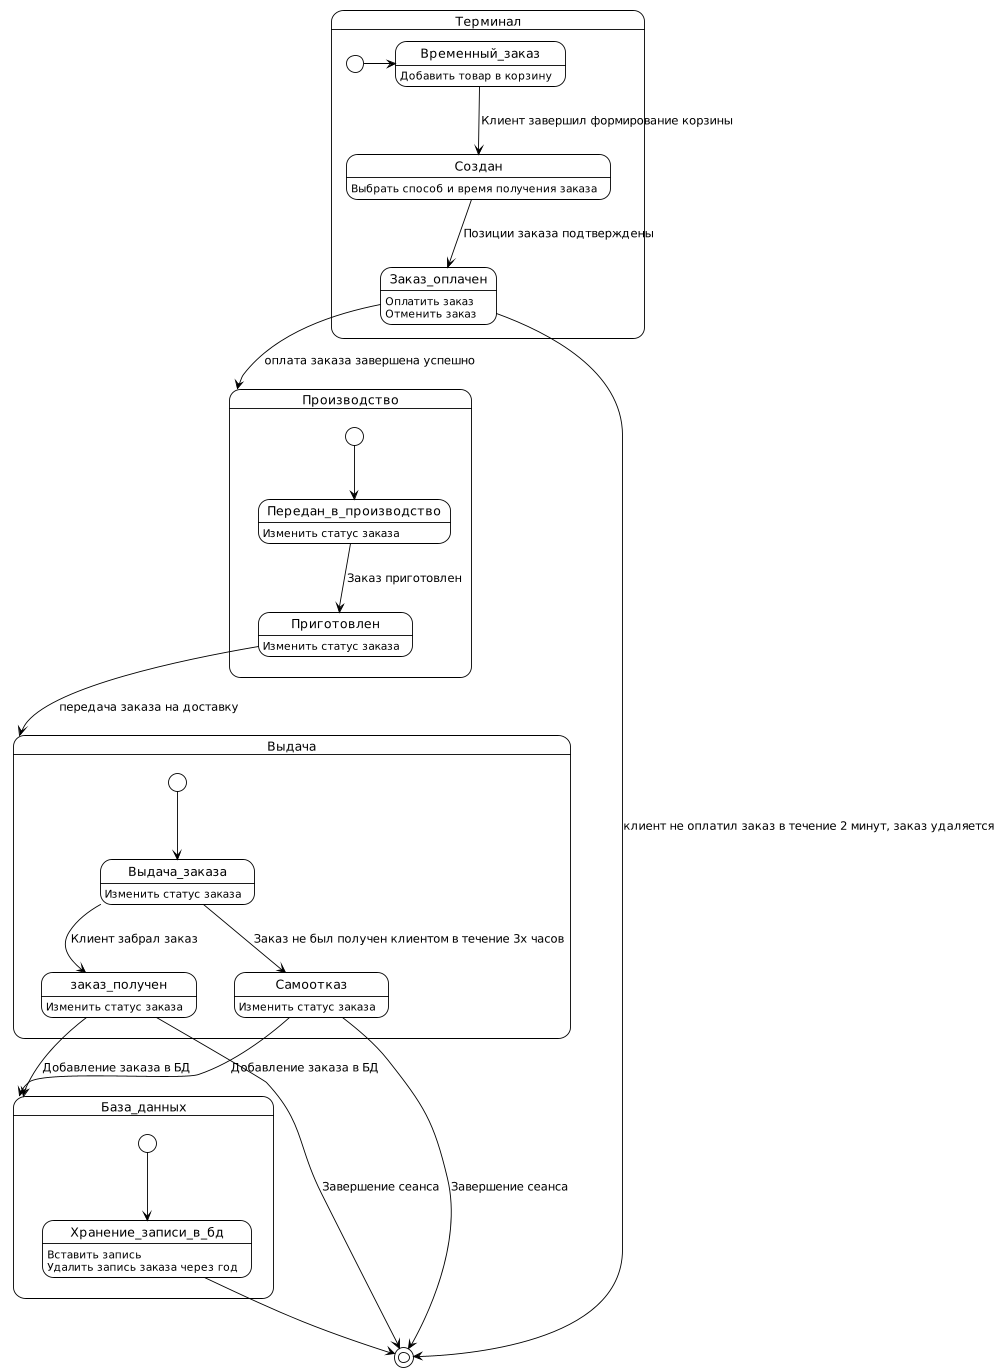 Терминал
Временный_заказ
Добавить товар в корзину
Клиент завершил формирование корзины
Создан
Выбрать способ и время получения заказа
Позиции заказа подтверждены
Заказ_оплачен
Оплатить заказ
Отменить заказ
оплата заказа завершена успешно
Производство
Передан_в_производство
Изменить статус заказа
Заказ приготовлен
Приготовлен
Изменить статус заказа
передача заказа на доставку
Выдача
клиент не оплатил заказ в течение 2 минут, заказ удаляется
Выдача_заказа
Изменить статус заказа
Клиент забрал заказ
Заказ не был получен клиентом в течение 3х часов
заказ_получен
Изменить статус заказа
Самоотказ
Изменить статус заказа
Добавление заказа в БД
Добавление заказа в БД
База_данных
Завершение сеанса
Завершение сеанса
Хранение_записи_в_бд
Вставить запись
Удалить запись заказа через год